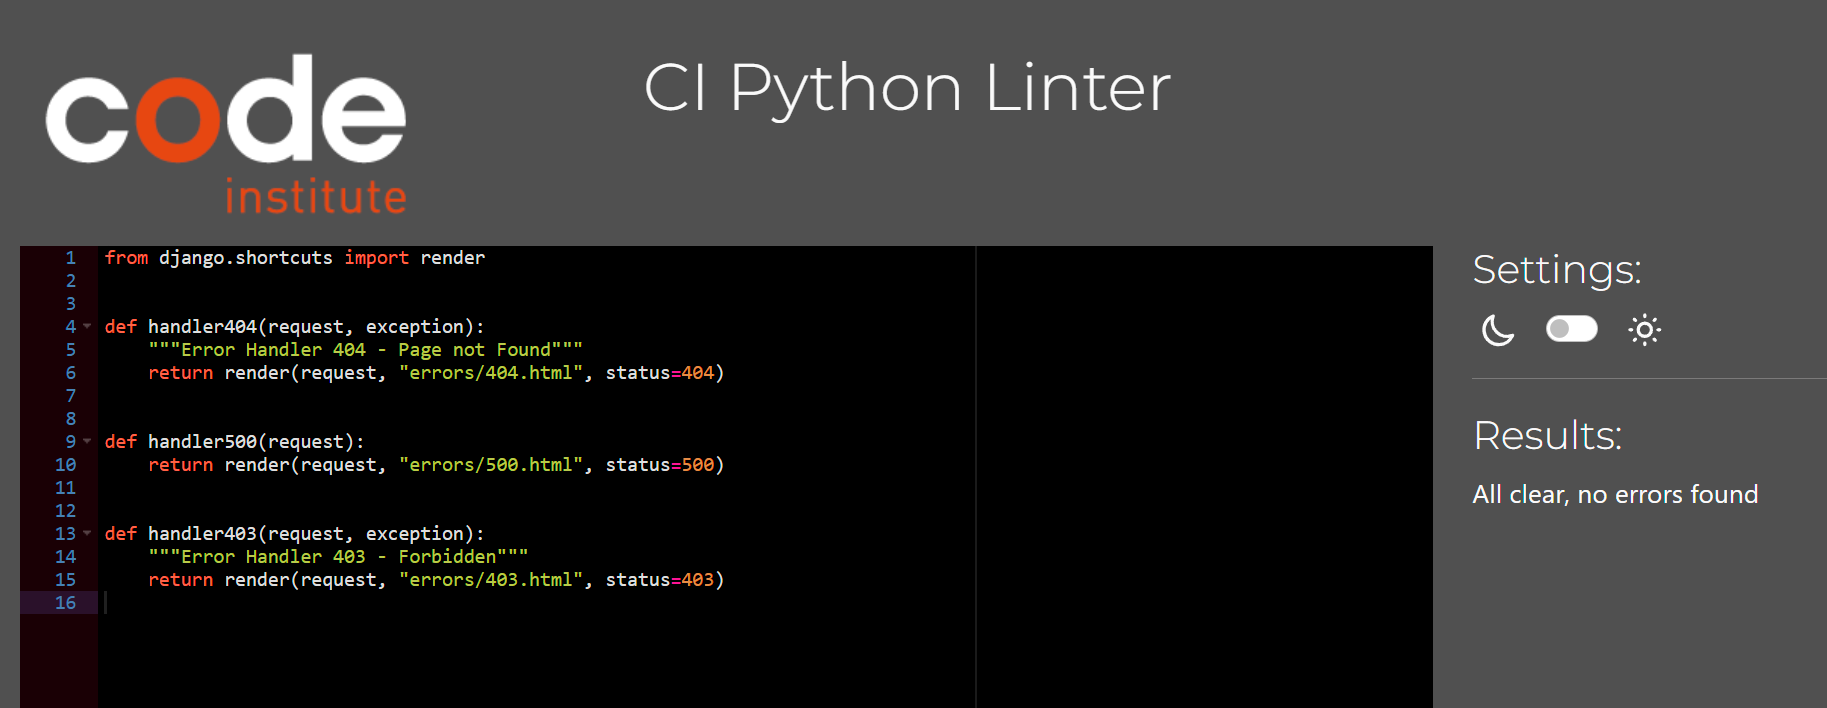 code
institute
CI Python Linter
1 from django.shortcuts import render
2
3
4 def handler404(request, exception):
5     """Error Handler 404 - Page not Found"""
6     return render(request, "errors/404.html", status=404)
7
8
9 def handler500(request):
10     return render(request, "errors/500.html", status=500)
11
12
13 def handler403(request, exception):
14     """Error Handler 403 - Forbidden"""
15     return render(request, "errors/403.html", status=403)
16
Settings:
Results:
All clear, no errors found